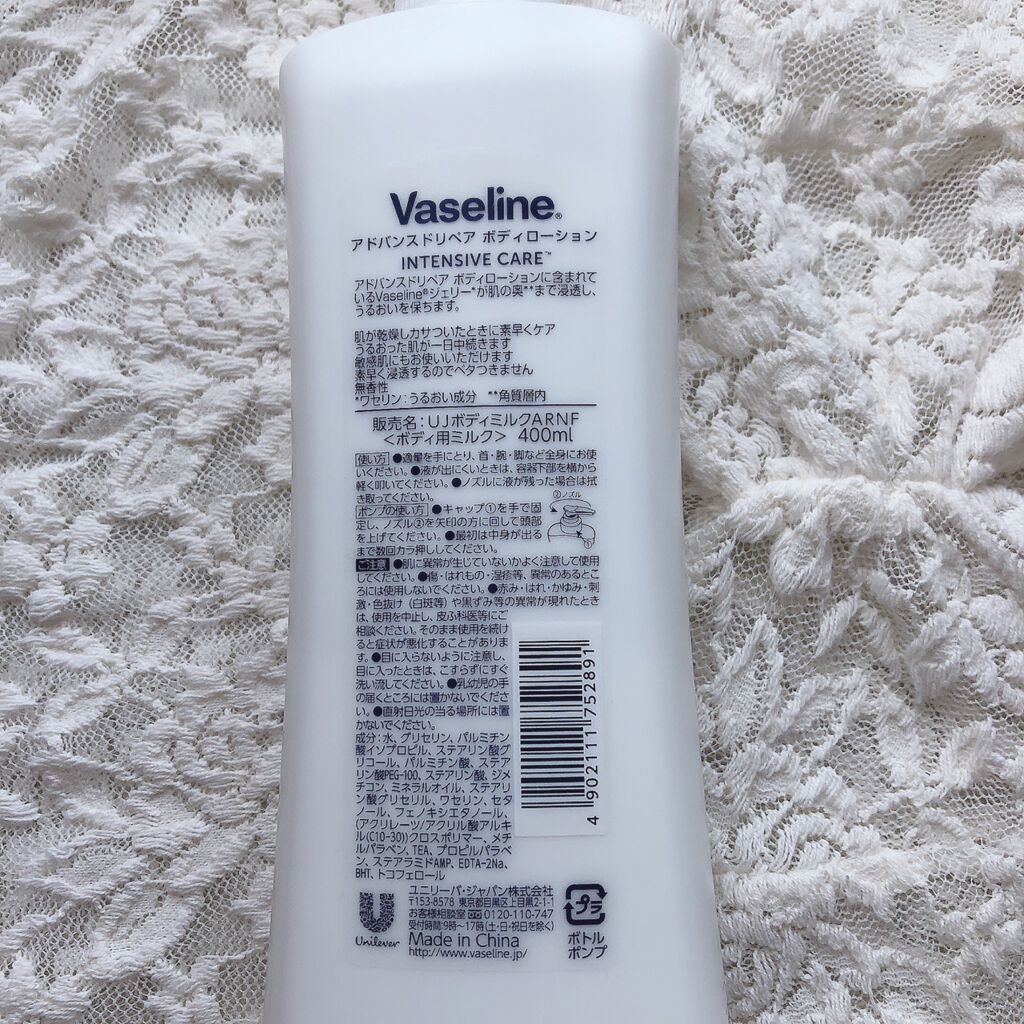 Vaseline®
アドバンスドリペア ボディローション
INTENSIVE CARE™
アドバンスドリペア ボディローションに含まれて
いるVaseline®ジェリー*が肌の奥**まで浸透し、
うるおいを保ちます。
肌が乾燥しカサついたときに素早くケア
うるおった肌が一日中続きます
敏感肌にもお使いいただけます
素早く浸透するのでベタつきません
無香性
*ワセリン:うるおい成分 **角質層内
販売名:UJボディミルクARNF
<ボディ用ミルク> 400ml
使い方 ●適量を手にとり、首・腕・脚など全身にお使
いください。●液が出にくいときは、容器下部を横から
軽く叩いてください。●ノズルに液が残った場合は拭
き取ってください。
②ノズル
ポンプの使い方 ●キャップ①を手で固
定し、ノズル②を矢印の方に回して頭部
を上げてください。●最初は中身が出る
まで数回カラ押ししてください。
ご注意 ●肌に異常が生じていないかよく注意して使用
してください。●傷・はれもの・湿疹等、異常のあるとこ
ろには使用しないでください。●赤み・はれ・かゆみ・刺
激・色抜け(白斑等)や黒ずみ等の異常が現れたとき
は、使用を中止し、皮ふ科医等にご
相談ください。そのまま使用を続け
ると症状が悪化することがありま
す。●目に入らないように注意し、
目に入ったときは、こすらずにすぐ
洗い流してください。●乳幼児の手
の届くところには置かないでくださ
い。●直射日光の当る場所には置
かないでください。
成分:水、グリセリン、パルミチン
酸イソプロピル、ステアリン酸グ
リコール、パルミチン酸、ステア
リン酸PEG-100、ステアリン酸、ジメ
チコン、ミネラルオイル、ステアリ
ン酸グリセリル、ワセリン、セタ
ノール、フェノキシエタノール、
(アクリレーツ/アクリル酸アルキ
ル(C10-30))クロスポリマー、メチ
ルパラベン、TEA、プロピルパラベ
ン、ステアラミドAMP、EDTA-2Na、
BHT、トコフェロール
4 902111 752891
Unilever
ユニリーバ・ジャパン株式会社
〒153-8578 東京都目黒区上目黒2-1-1
お客様相談室 0120-110-747
受付時間:9時~17時(土・日・祝日を除く)
Made in China
http://www.vaseline.jp/
プラ
ボトル
ポンプ